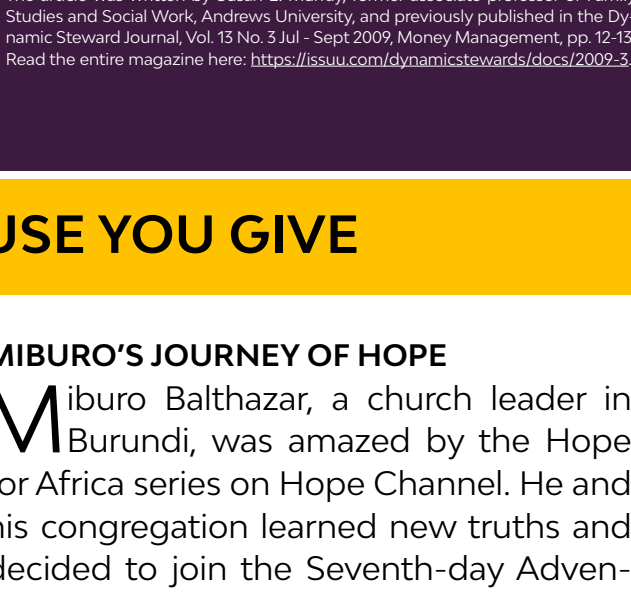 Studies and Social Work, Andrews University, and previously published in the Dy-
namic Steward Journal, Vol. 13 No. 3 Jul - Sept 2009, Money Management, pp. 12-13.
Read the entire magazine here: https://issuu.com/dynamicstewards/docs/2009-3.
USE YOU GIVE
MIBURO’S JOURNEY OF HOPE
Miburo Balthazar, a church leader in
Burundi, was amazed by the Hope
for Africa series on Hope Channel. He and
his congregation learned new truths and
decided to join the Seventh-day Adven-